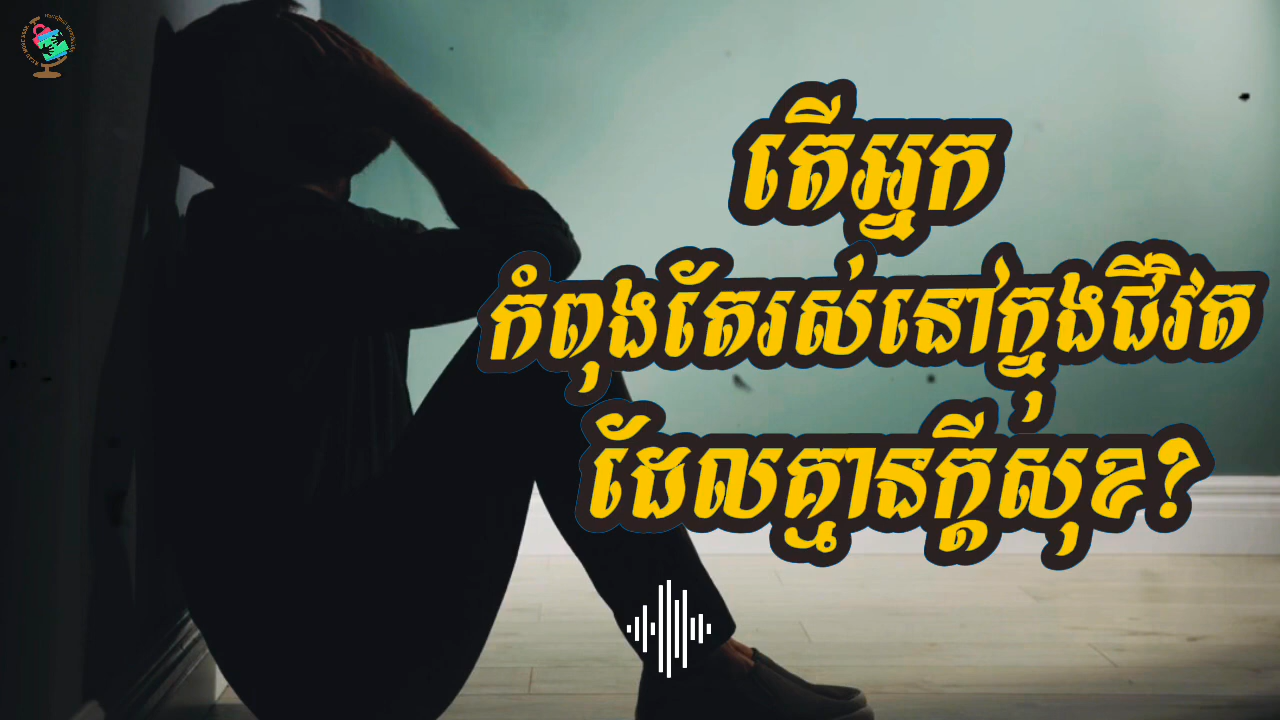 តើអ្នក
កំពុងតែរស់នៅក្នុងជីវិត
ដែលគ្មានក្ដីសុខ?